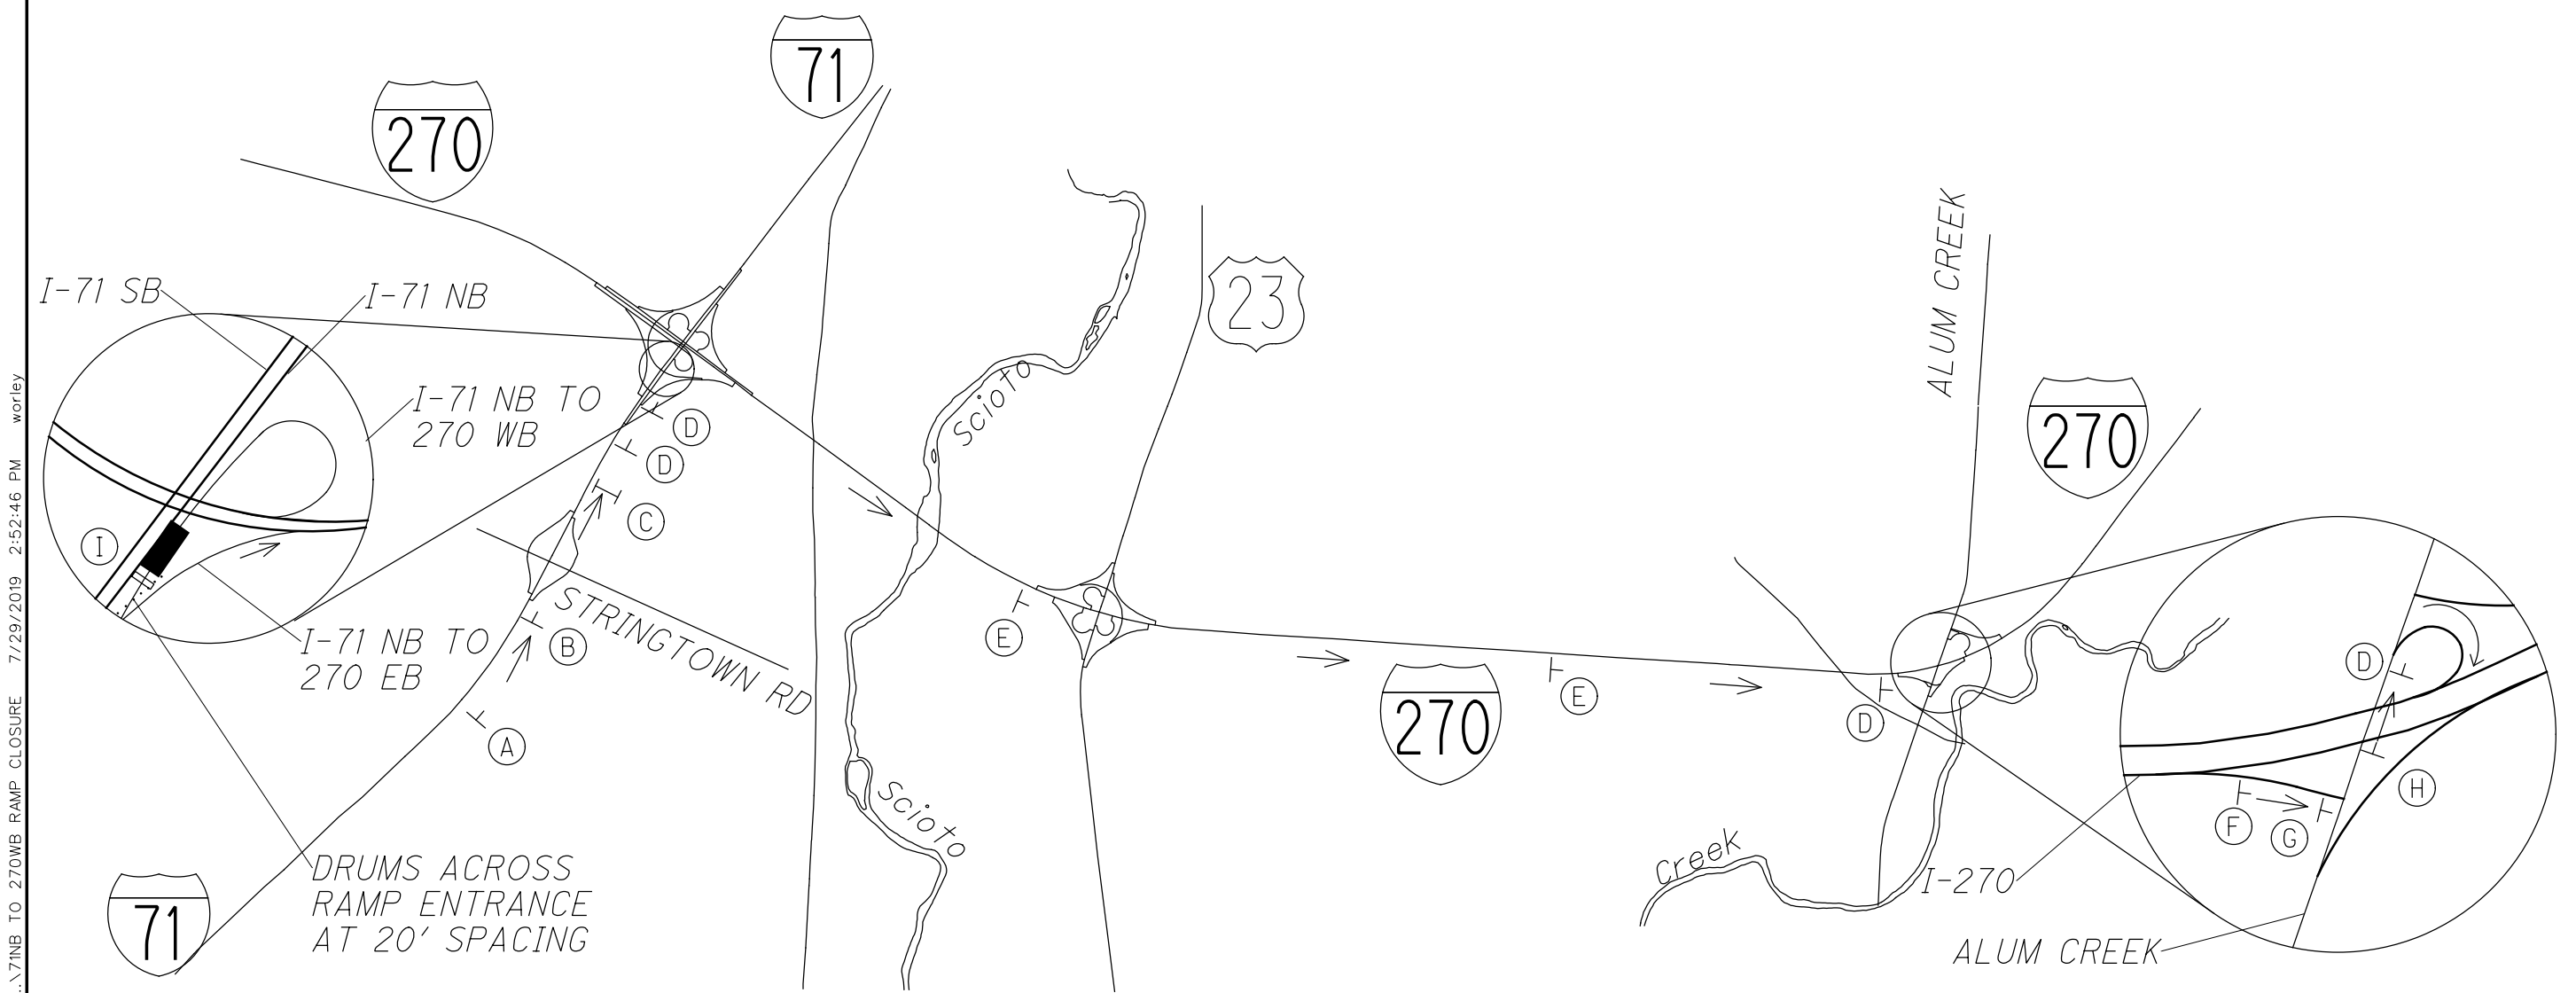 71
270
I-71 SB
I-71 NB
I-71 NB TO
270 WB
D
D
C
I
B
STRINGTOWN RD
I-71 NB TO
270 EB
A
DRUMS ACROSS
RAMP ENTRANCE
AT 20' SPACING
71
Scioto
Scioto
23
E
E
270
ALUM CREEK
270
D
D
H
F
G
Creek
I-270
ALUM CREEK
...\71NB TO 270WB RAMP CLOSURE 7/29/2019 2:52:46 PM worley